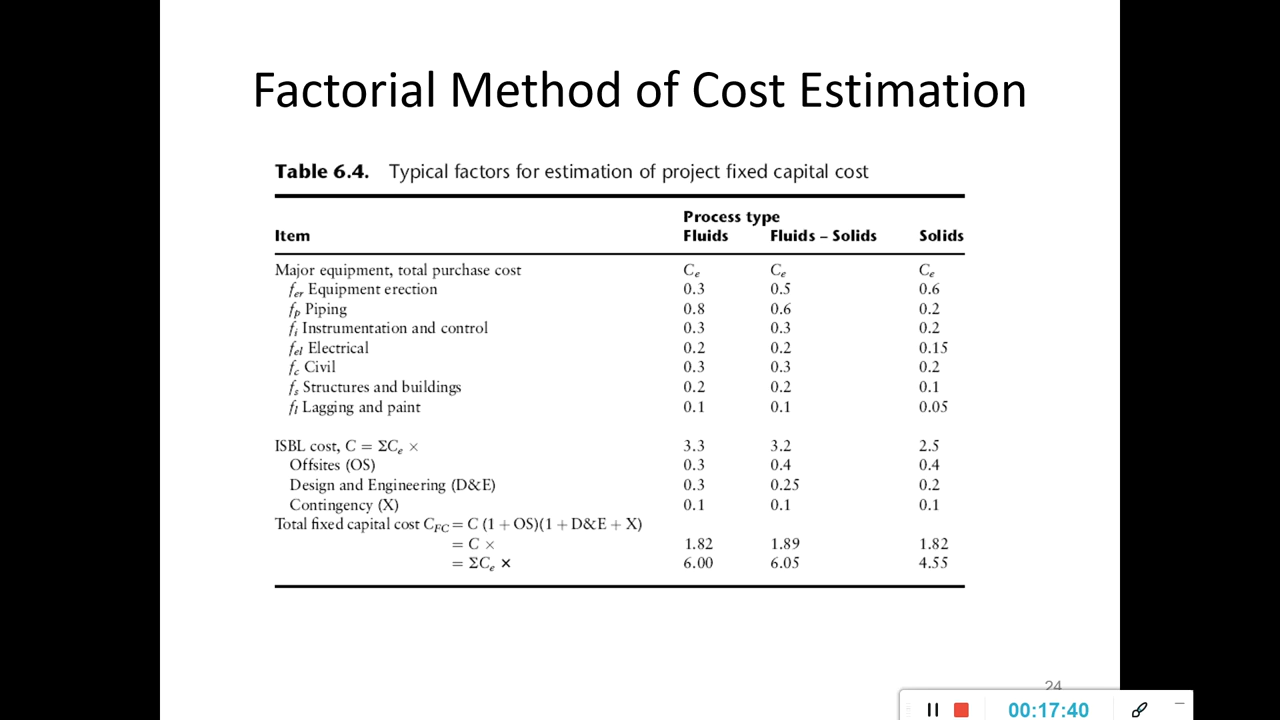 Factorial Method of Cost Estimation
Table 6.4. Typical factors for estimation of project fixed capital cost
Process type
Item Fluids Fluids – Solids Solids
Major equipment, total purchase cost Ce Ce Ce
fer Equipment erection 0.3 0.5 0.6
fp Piping 0.8 0.6 0.2
fi Instrumentation and control 0.3 0.3 0.2
fel Electrical 0.2 0.2 0.15
fc Civil 0.3 0.3 0.2
fs Structures and buildings 0.2 0.2 0.1
fl Lagging and paint 0.1 0.1 0.05
ISBL cost, C = ΣCe × 3.3 3.2 2.5
Offsites (OS) 0.3 0.4 0.4
Design and Engineering (D&E) 0.3 0.25 0.2
Contingency (X) 0.1 0.1 0.1
Total fixed capital cost CFC = C (1 + OS)(1 + D&E + X)
= C × 1.82 1.89 1.82
= ΣCe × 6.00 6.05 4.55
24
00:17:40